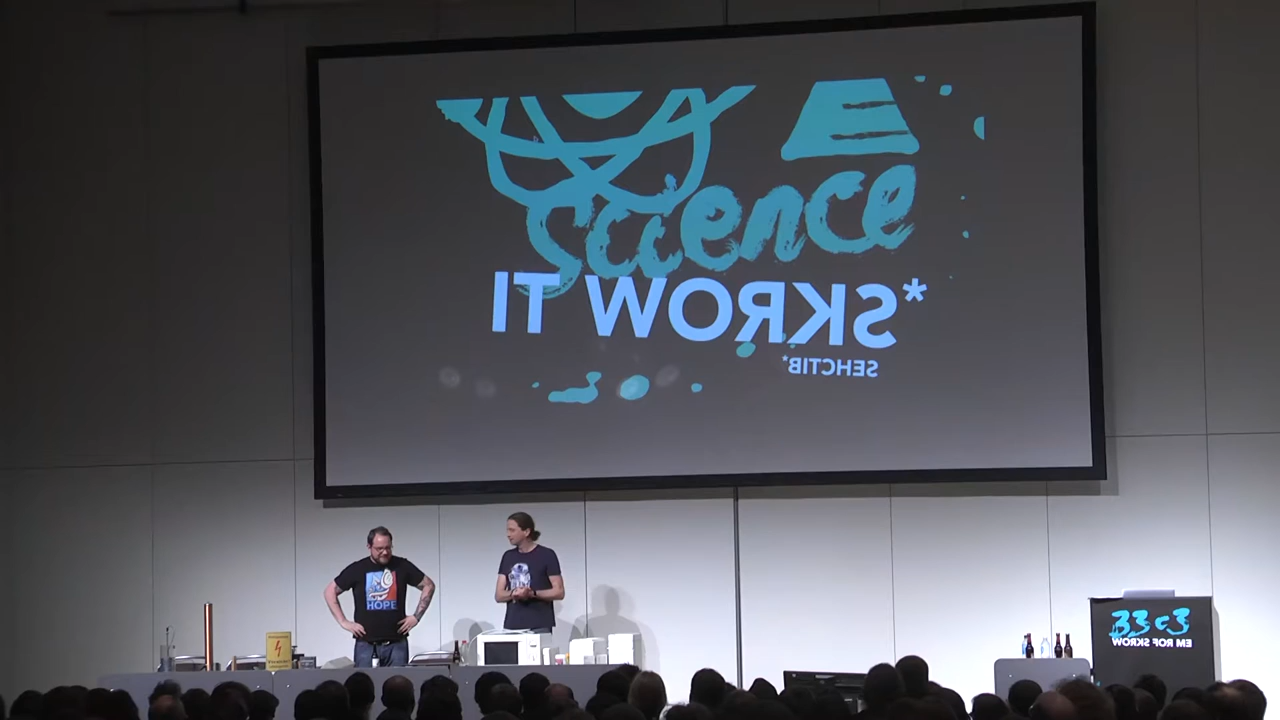 Science
IT WORKS*
*BITCHES
HOPE
33c3
WORKS FOR ME